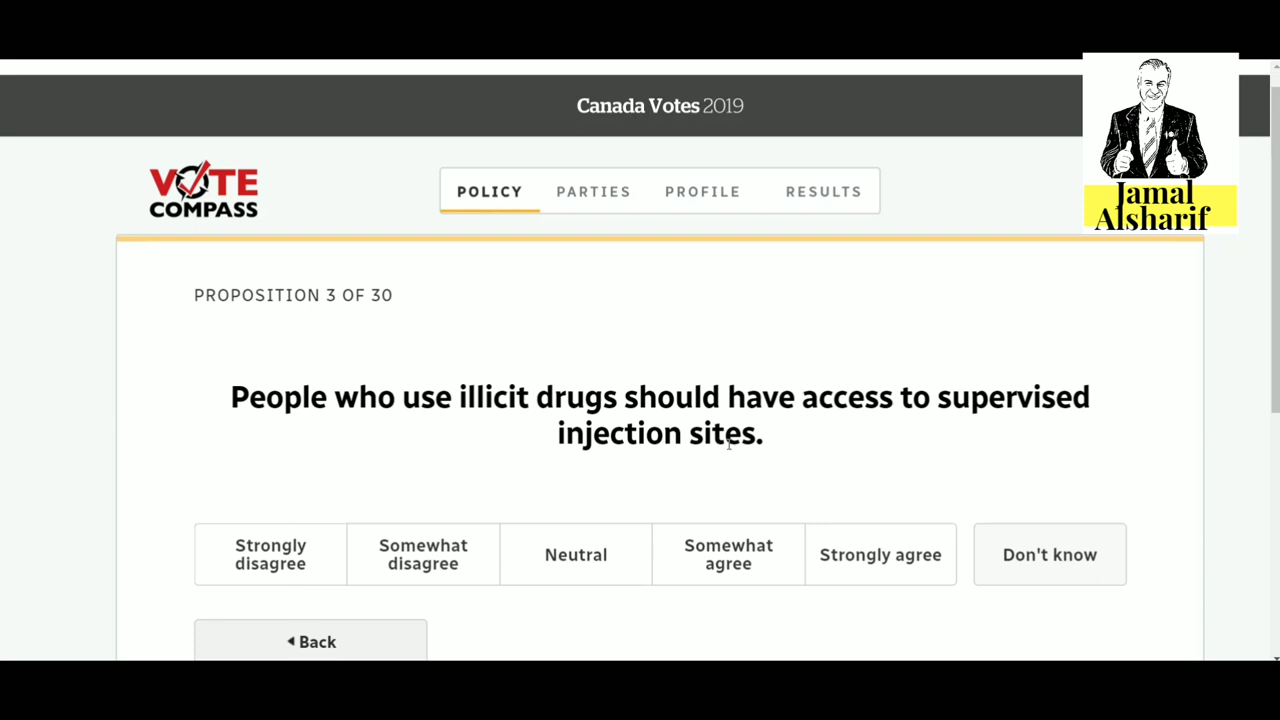 Canada Votes 2019
VOTE
COMPASS
POLICY PARTIES PROFILE RESULTS
Jamal
Alsharif
PROPOSITION 3 OF 30
People who use illicit drugs should have access to supervised
injection sites.
Strongly
disagree
Somewhat
disagree
Neutral
Somewhat
agree
Strongly agree
Don't know
Back